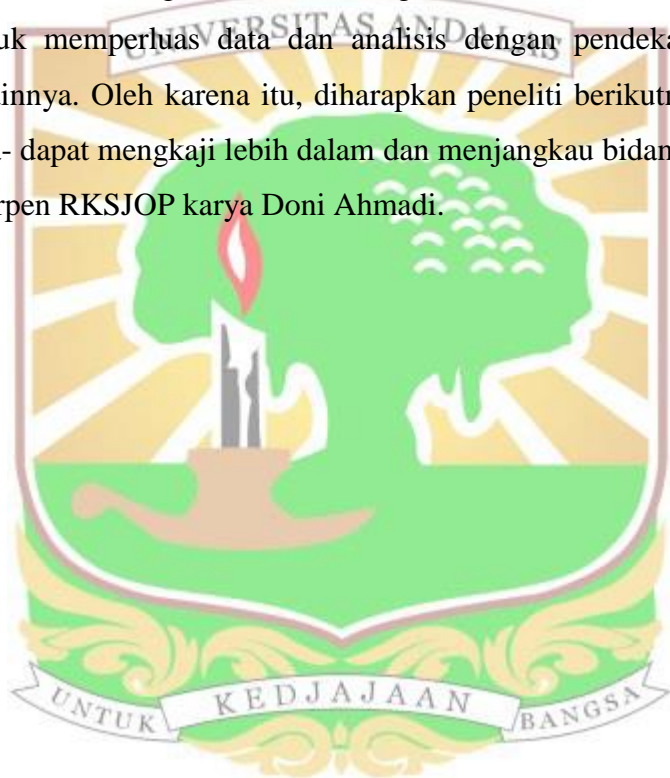 UNIVERSITAS ANDALAS
uk memperluas data dan analisis dengan pendeka
innya. Oleh karena itu, diharapkan peneliti berikutn
- dapat mengkaji lebih dalam dan menjangkau bidan
rpen RKSJOP karya Doni Ahmadi.
UNTUK KEDJAJAAN BANGSA